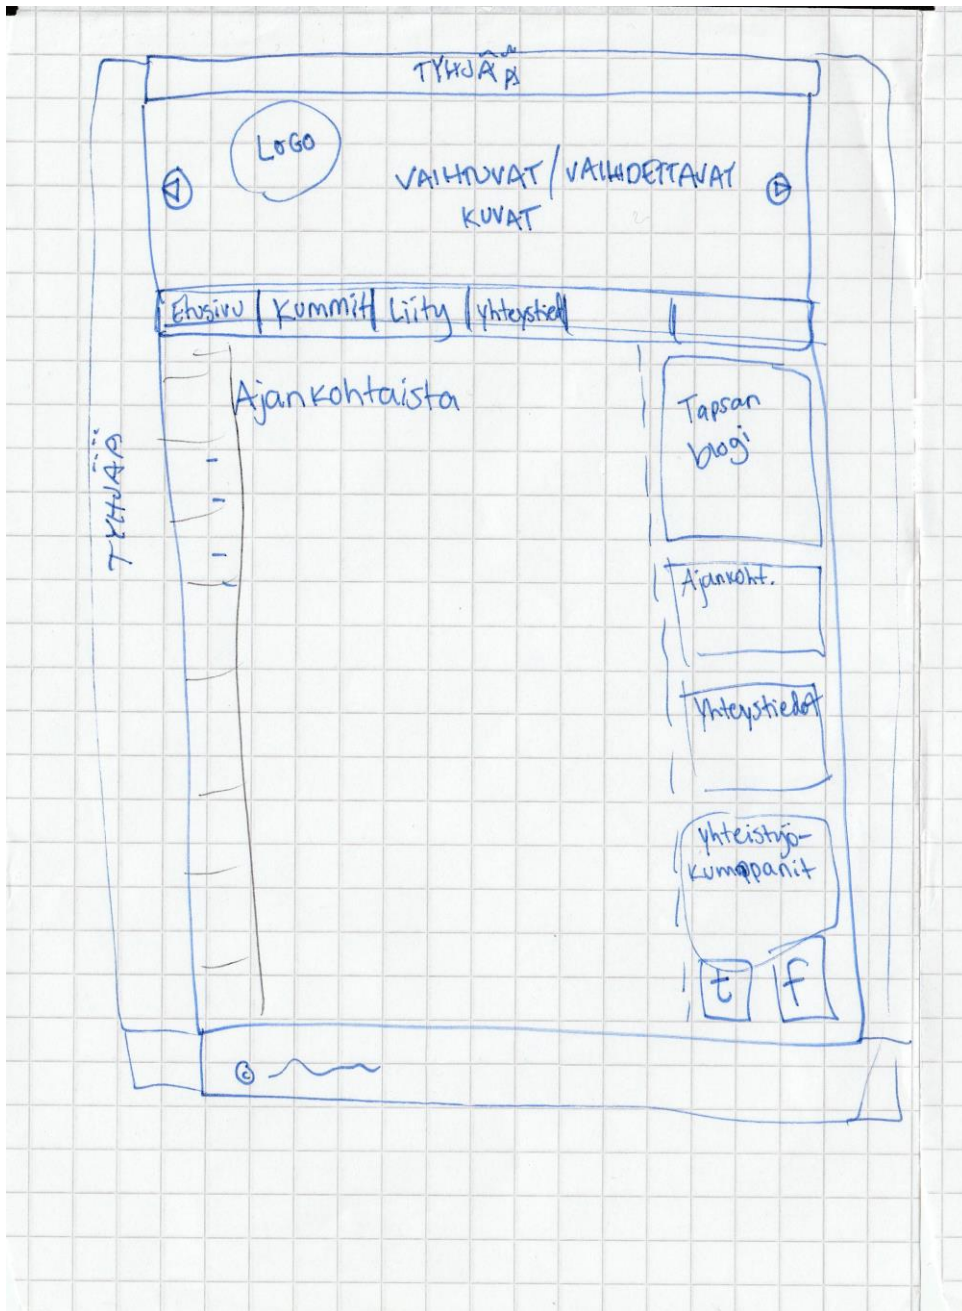 TYHJÄÄ
LOGO
VAIHTUVAT / VAIHDETTAVAT
KUVAT
Etusivu | Kummit | Liity | Yhteystied |
Ajankohtaista
TYHJÄÄ
Tapsan
blogi
Ajankoht.
Yhteystiedot
yhteistyö-
kumppanit
t f
©